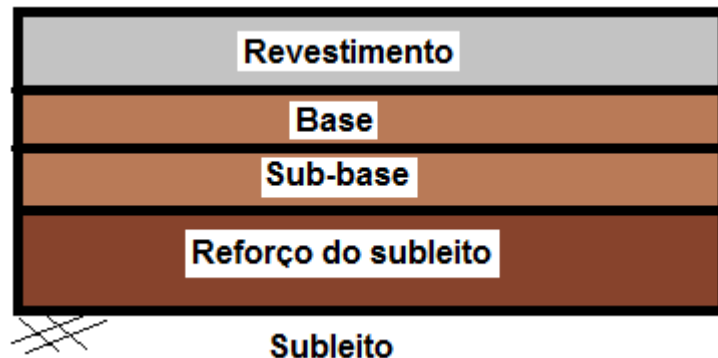 Revestimento
Base
Sub-base
Reforço do subleito
Subleito